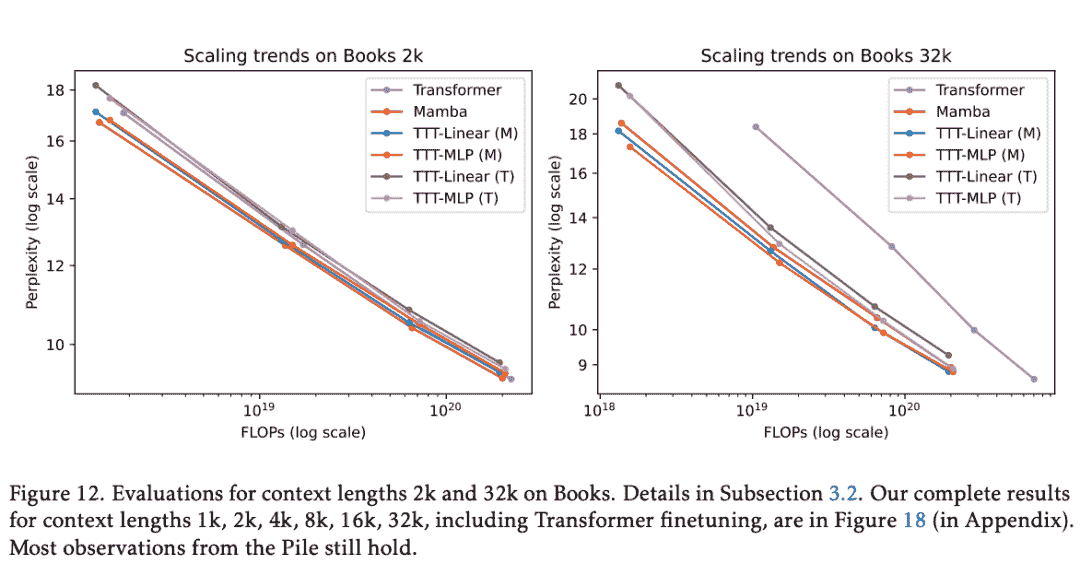 Scaling trends on Books 2k
Perplexity (log scale)
18
16
14
12
10
10¹⁹
10²⁰
FLOPs (log scale)
Transformer
Mamba
TTT-Linear (M)
TTT-MLP (M)
TTT-Linear (T)
TTT-MLP (T)
Scaling trends on Books 32k
Perplexity (log scale)
20
18
16
14
12
10
9
10¹⁸
10¹⁹
10²⁰
FLOPs (log scale)
Transformer
Mamba
TTT-Linear (M)
TTT-MLP (M)
TTT-Linear (T)
TTT-MLP (T)
Figure 12. Evaluations for context lengths 2k and 32k on Books. Details in Subsection 3.2. Our complete results
for context lengths 1k, 2k, 4k, 8k, 16k, 32k, including Transformer finetuning, are in Figure 18 (in Appendix).
Most observations from the Pile still hold.